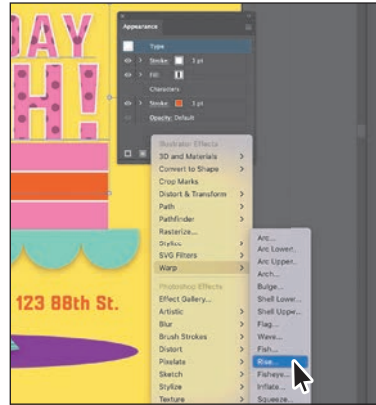 DAY
H!
123 88th St.
Appearance
Type
Stroke: 1 pt
Fill:
Characters
Stroke: 3 pt
Opacity: Default
Illustrator Effects
3D and Materials
Convert to Shape
Crop Marks
Distort & Transform
Path
Pathfinder
Rasterize...
Stylize
SVG Filters
Warp
Photoshop Effects
Effect Gallery...
Artistic
Blur
Brush Strokes
Distort
Pixelate
Sketch
Stylize
Texture
Arc...
Arc Lower...
Arc Upper...
Arch...
Bulge...
Shell Lower...
Shell Upper...
Flag...
Wave...
Fish...
Rise...
Fisheye...
Inflate...
Squeeze...